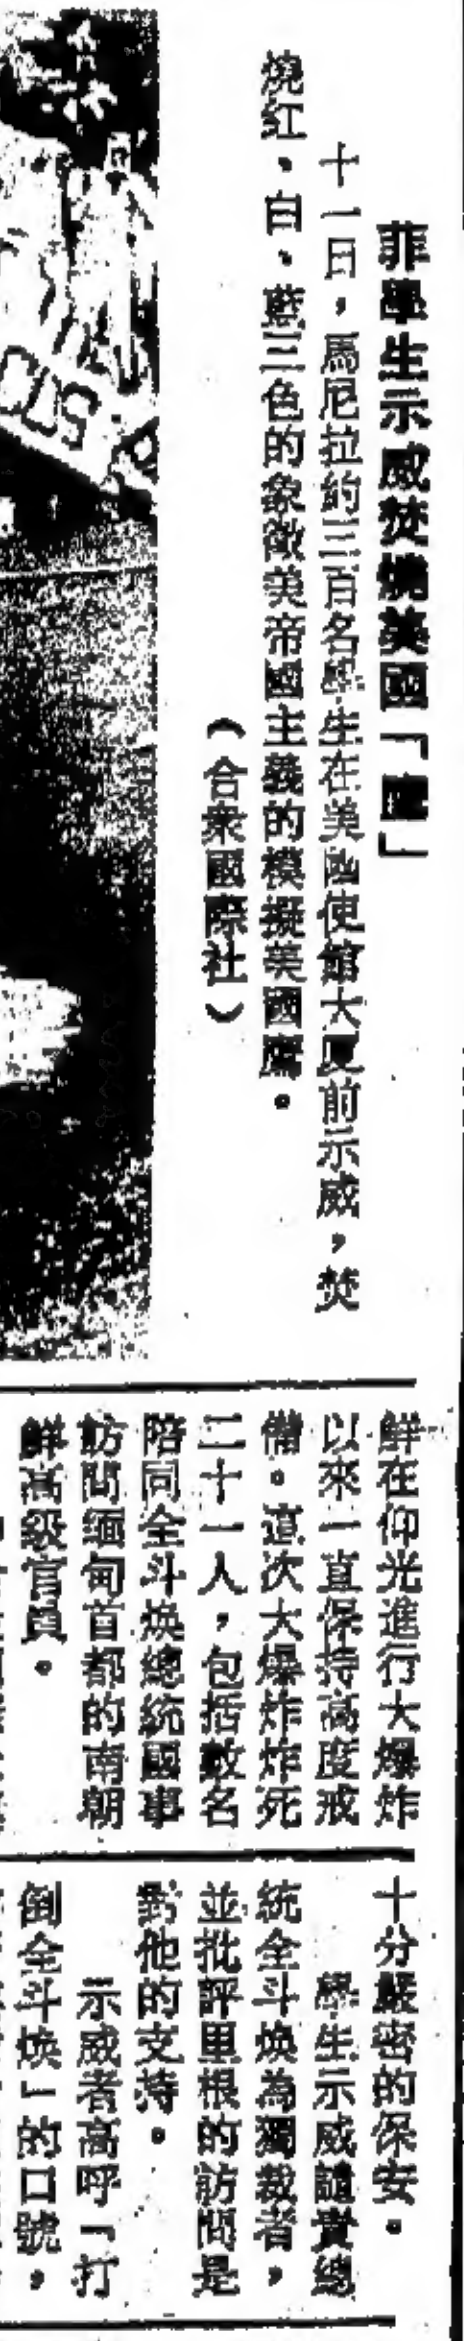 菲學生示威焚燒美國「鷹」
十一日，馬尼拉約三百名學生在美國使館大厦前示威，焚
燒紅、白、藍三色的象徵美帝國主義的模擬美國鷹。
（合衆國際社）
鮮在仰光進行大爆炸
以來一直保持高度戒
備。這次大爆炸炸死
二十一人，包括數名
陪同全斗煥總統國事
訪問緬甸首都的南朝
鮮高級官員。
十分嚴密的保安。
學生示威譴責總
統全斗煥為獨裁者，
並批評里根的訪問是
對他的支持。
示威者高呼「打
倒全斗煥」的口號，